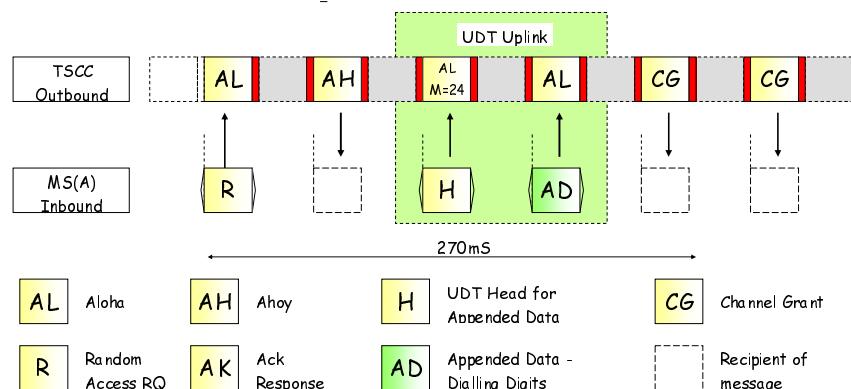 UDT Uplink
TSCC
Outbound
AL
AH
AL
M=24
AL
CG
CG
MS(A)
Inbound
R
H
AD
270mS
AL
Aloha
AH
Ahoy
H
UDT Head for
Appended Data
CG
Channel Grant
R
Random
Access RQ
AK
Ack
Response
AD
Appended Data -
Dialling Digits
Recipient of
message